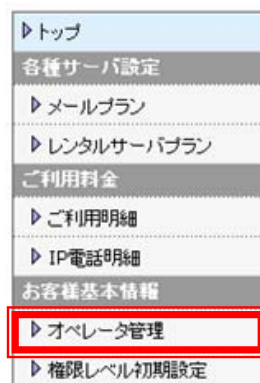 トップ
各種サーバ設定
メールプラン
レンタルサーバプラン
ご利用料金
ご利用明細
IP電話明細
お客様基本情報
オペレータ管理
権限レベル初期設定